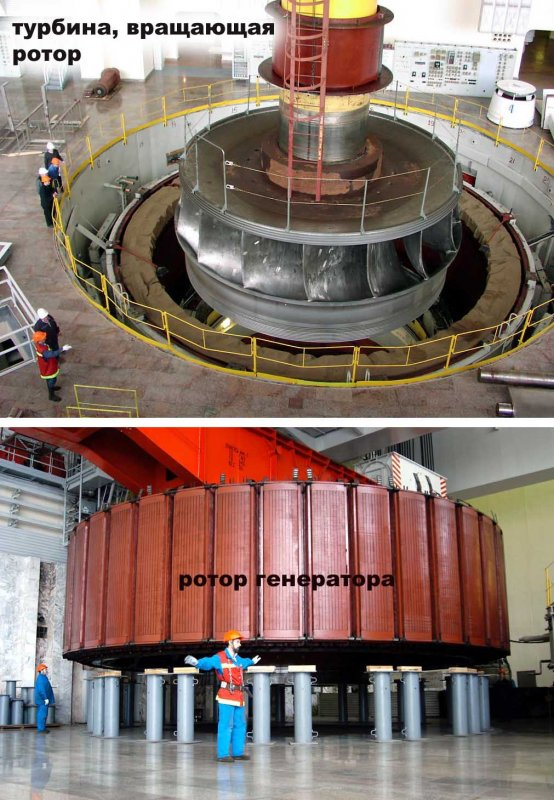 турбина, вращающая
ротор
ротор генератора